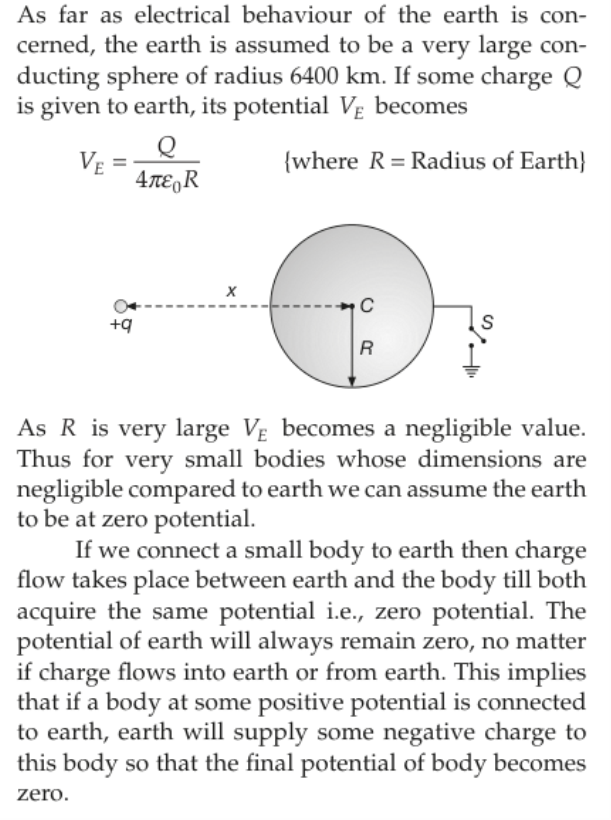 As far as electrical behaviour of the earth is con-
cerned, the earth is assumed to be a very large con-
ducting sphere of radius 6400 km. If some charge Q
is given to earth, its potential V_E becomes
V_E = Q / 4πε₀R {where R = Radius of Earth}
x
C
+q
S
R
As R is very large V_E becomes a negligible value.
Thus for very small bodies whose dimensions are
negligible compared to earth we can assume the earth
to be at zero potential.
If we connect a small body to earth then charge
flow takes place between earth and the body till both
acquire the same potential i.e., zero potential. The
potential of earth will always remain zero, no matter
if charge flows into earth or from earth. This implies
that if a body at some positive potential is connected
to earth, earth will supply some negative charge to
this body so that the final potential of body becomes
zero.